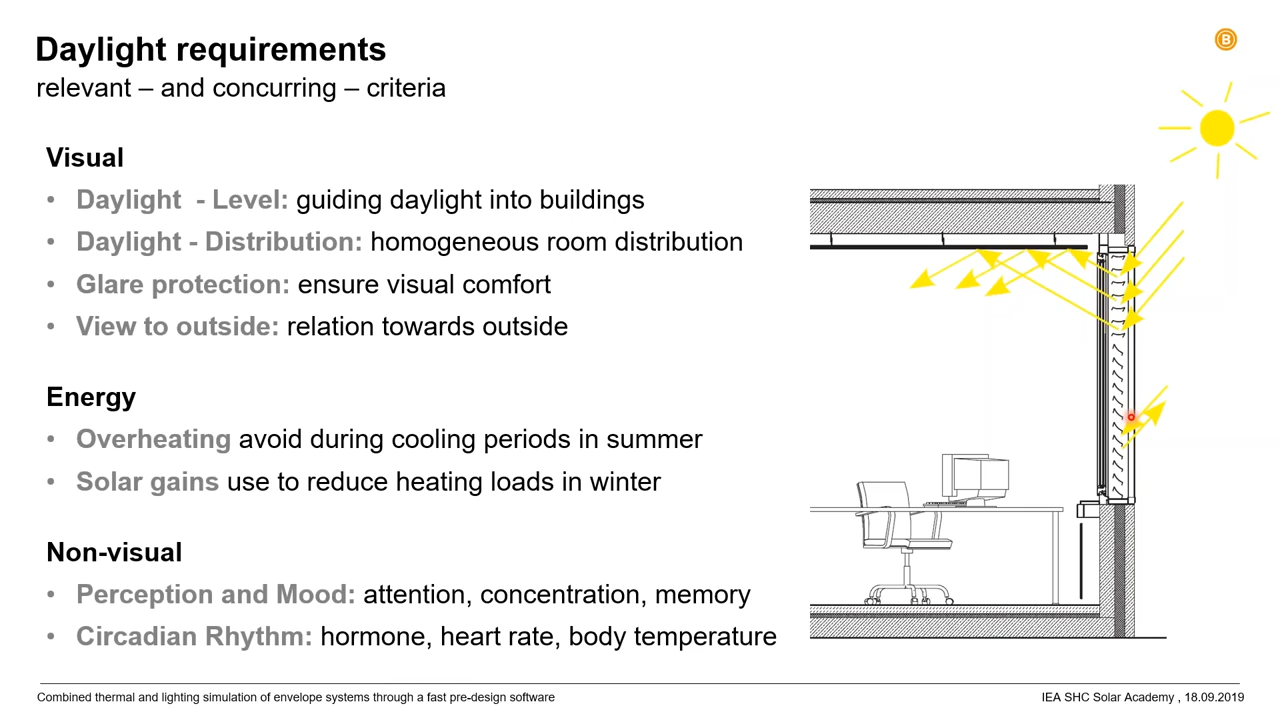 Daylight requirements
relevant – and concurring – criteria
B
Visual
• Daylight - Level: guiding daylight into buildings
• Daylight - Distribution: homogeneous room distribution
• Glare protection: ensure visual comfort
• View to outside: relation towards outside
Energy
• Overheating avoid during cooling periods in summer
• Solar gains use to reduce heating loads in winter
Non-visual
• Perception and Mood: attention, concentration, memory
• Circadian Rhythm: hormone, heart rate, body temperature
Combined thermal and lighting simulation of envelope systems through a fast pre-design software
IEA SHC Solar Academy , 18.09.2019